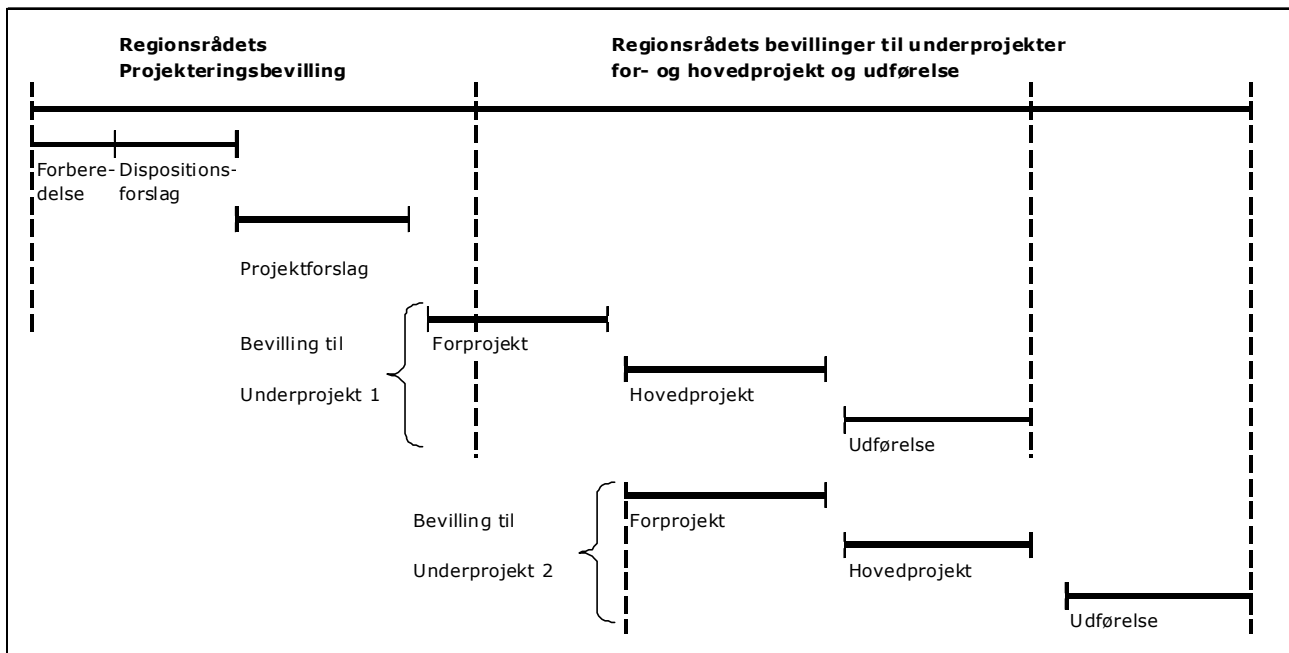 Regionsrådets
Projekteringsbevilling
Regionsrådets bevillinger til underprojekter
for- og hovedprojekt og udførelse
Forbere-
delse
Dispositions-
forslag
Projektforslag
Bevilling til
Underprojekt 1
Forprojekt
Hovedprojekt
Udførelse
Bevilling til
Underprojekt 2
Forprojekt
Hovedprojekt
Udførelse